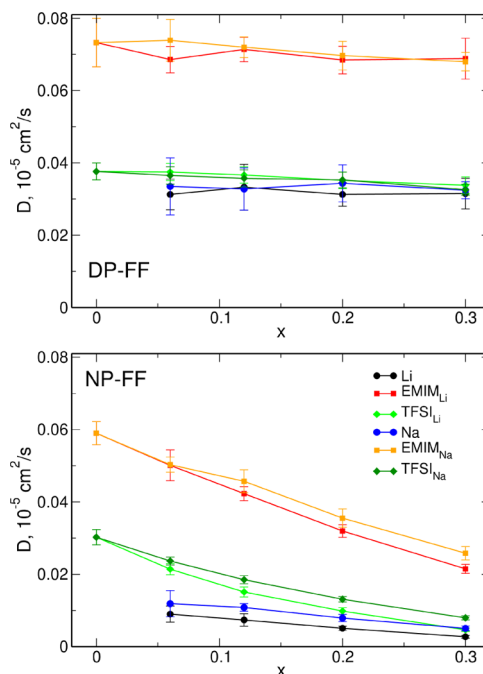 0.08
0.06
0.04
0.02
0
D, 10⁻⁵ cm²/s
DP-FF
0 0.1 0.2 0.3
x
0.08
0.06
0.04
0.02
0
D, 10⁻⁵ cm²/s
NP-FF
Li
EMIM_Li
TFSI_Li
Na
EMIM_Na
TFSI_Na
0 0.1 0.2 0.3
x